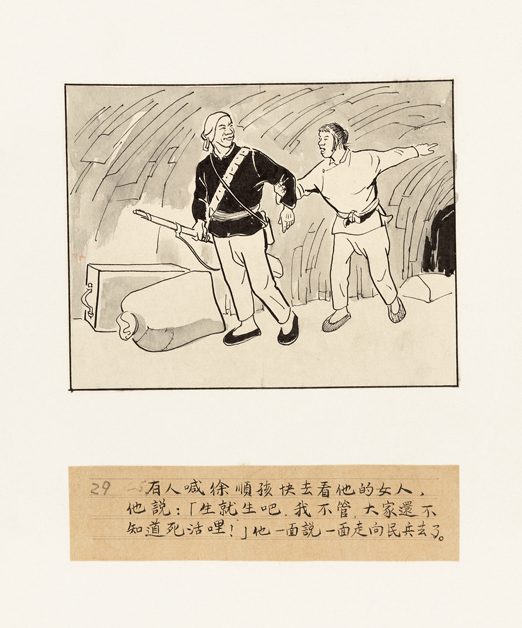 29 有人喊徐順孩快去看他的女人，
他説：「生就生吧，我不管，大家還不
知道死活哩！」他一面説一面走向民兵去了。